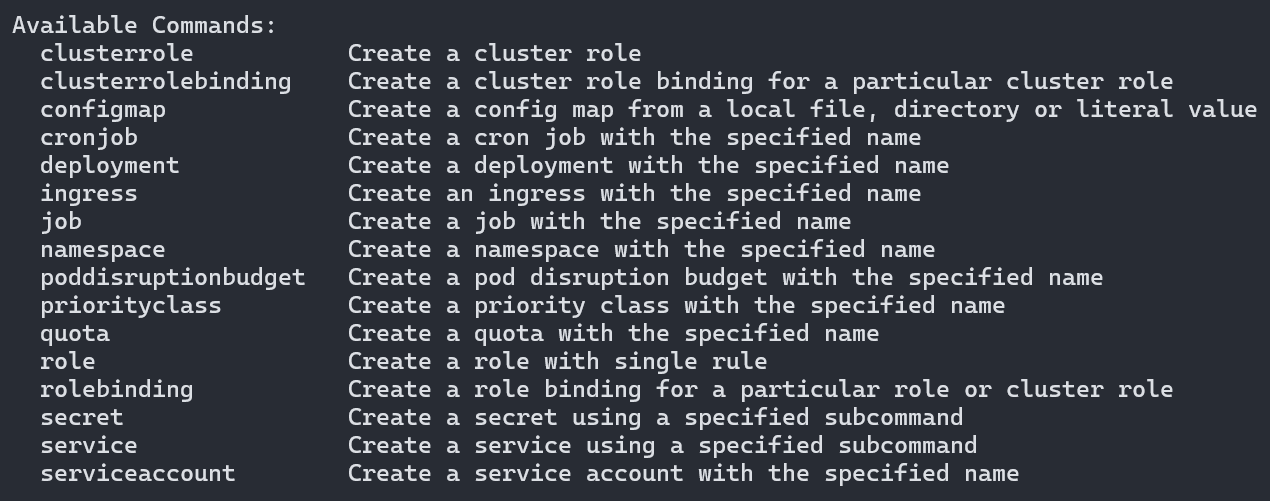 Available Commands:
  clusterrole           Create a cluster role
  clusterrolebinding    Create a cluster role binding for a particular cluster role
  configmap             Create a config map from a local file, directory or literal value
  cronjob               Create a cron job with the specified name
  deployment            Create a deployment with the specified name
  ingress               Create an ingress with the specified name
  job                   Create a job with the specified name
  namespace             Create a namespace with the specified name
  poddisruptionbudget   Create a pod disruption budget with the specified name
  priorityclass         Create a priority class with the specified name
  quota                 Create a quota with the specified name
  role                  Create a role with single rule
  rolebinding           Create a role binding for a particular role or cluster role
  secret                Create a secret using a specified subcommand
  service               Create a service using a specified subcommand
  serviceaccount        Create a service account with the specified name